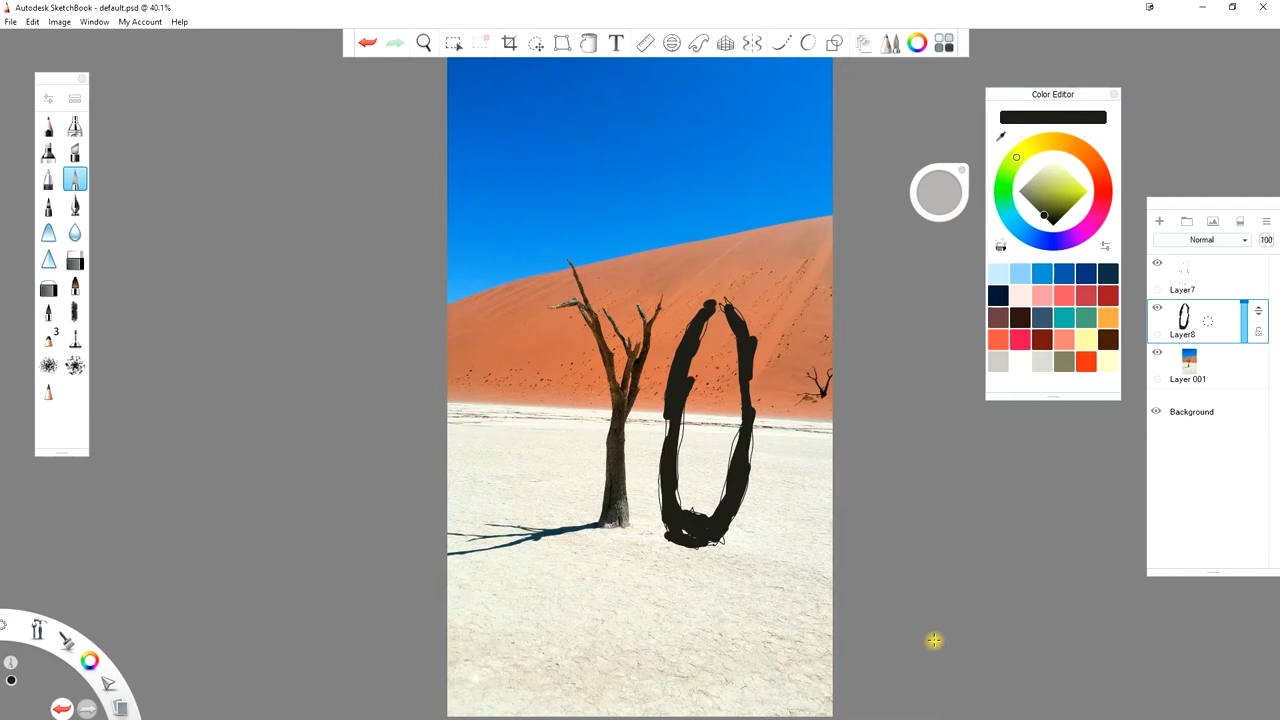 Autodesk SketchBook - default.psd @ 40.1%
File Edit Image Window My Account Help
Color Editor
Normal
100
Layer7
Layer8
Layer 001
Background
3